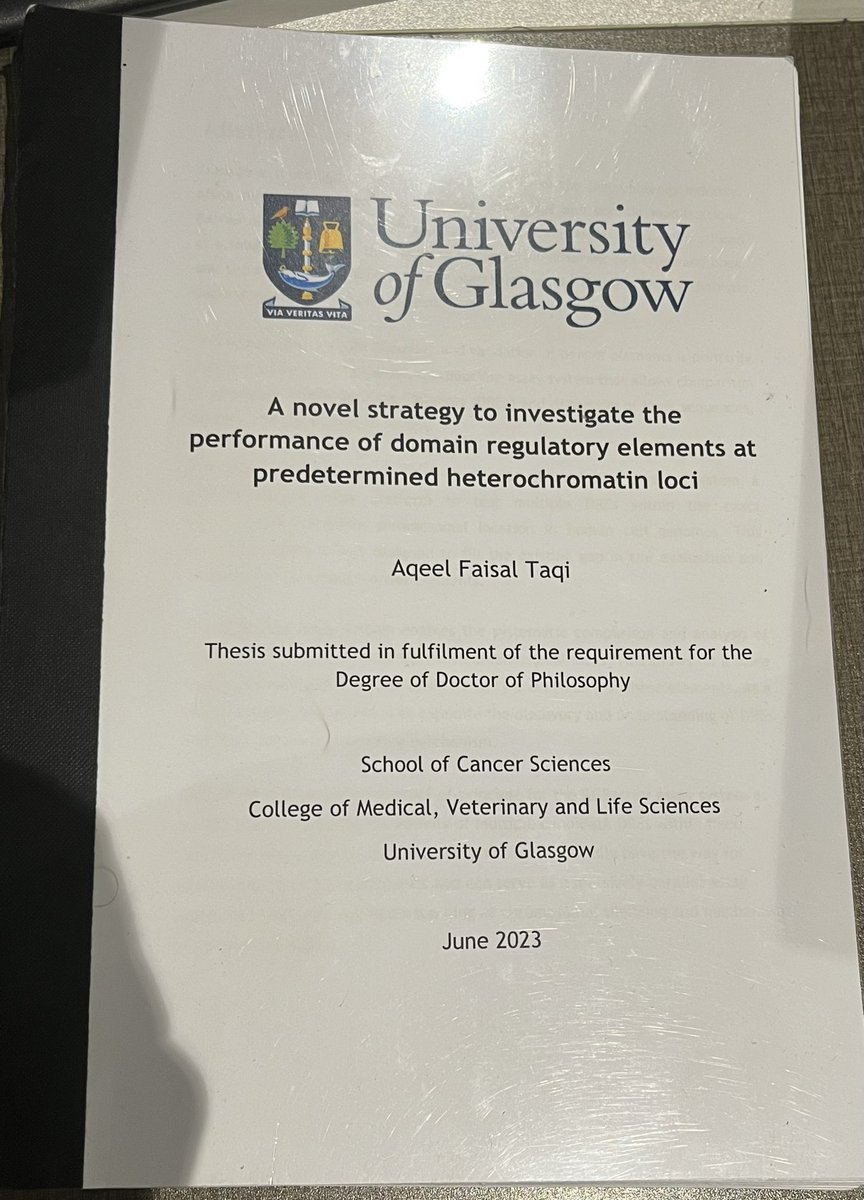 University
of Glasgow
VIA VERITAS VITA
A novel strategy to investigate the
performance of domain regulatory elements at
predetermined heterochromatin loci
Aqeel Faisal Taqi
Thesis submitted in fulfilment of the requirement for the
Degree of Doctor of Philosophy
School of Cancer Sciences
College of Medical, Veterinary and Life Sciences
University of Glasgow
June 2023